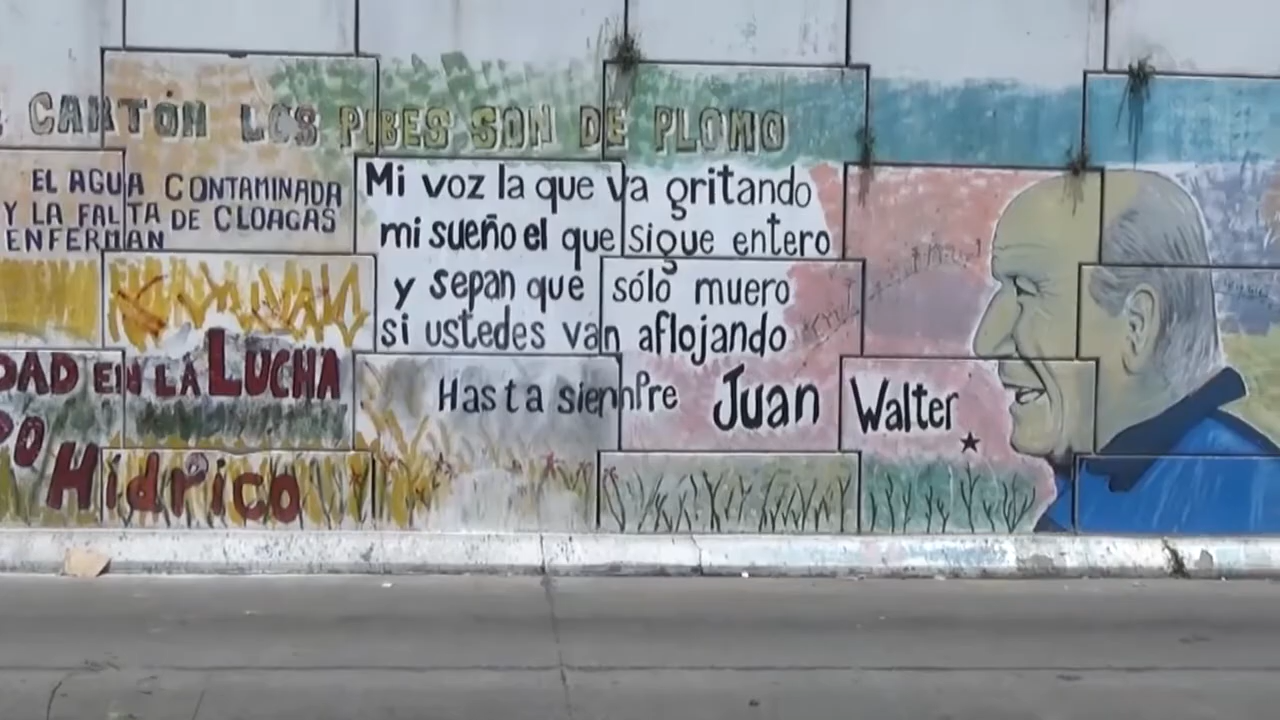 CARTÓN LOS PIBES SON DE PLOMO
EL AGUA CONTAMINADA
Y LA FALTA DE CLOACAS
ENFERMAN
Mi voz la que va gritando
mi sueño el que sigue entero
y sepan que sólo muero
si ustedes van aflojando
Hasta siempre Juan Walter
DAD EN LA LUCHA
Hídrico